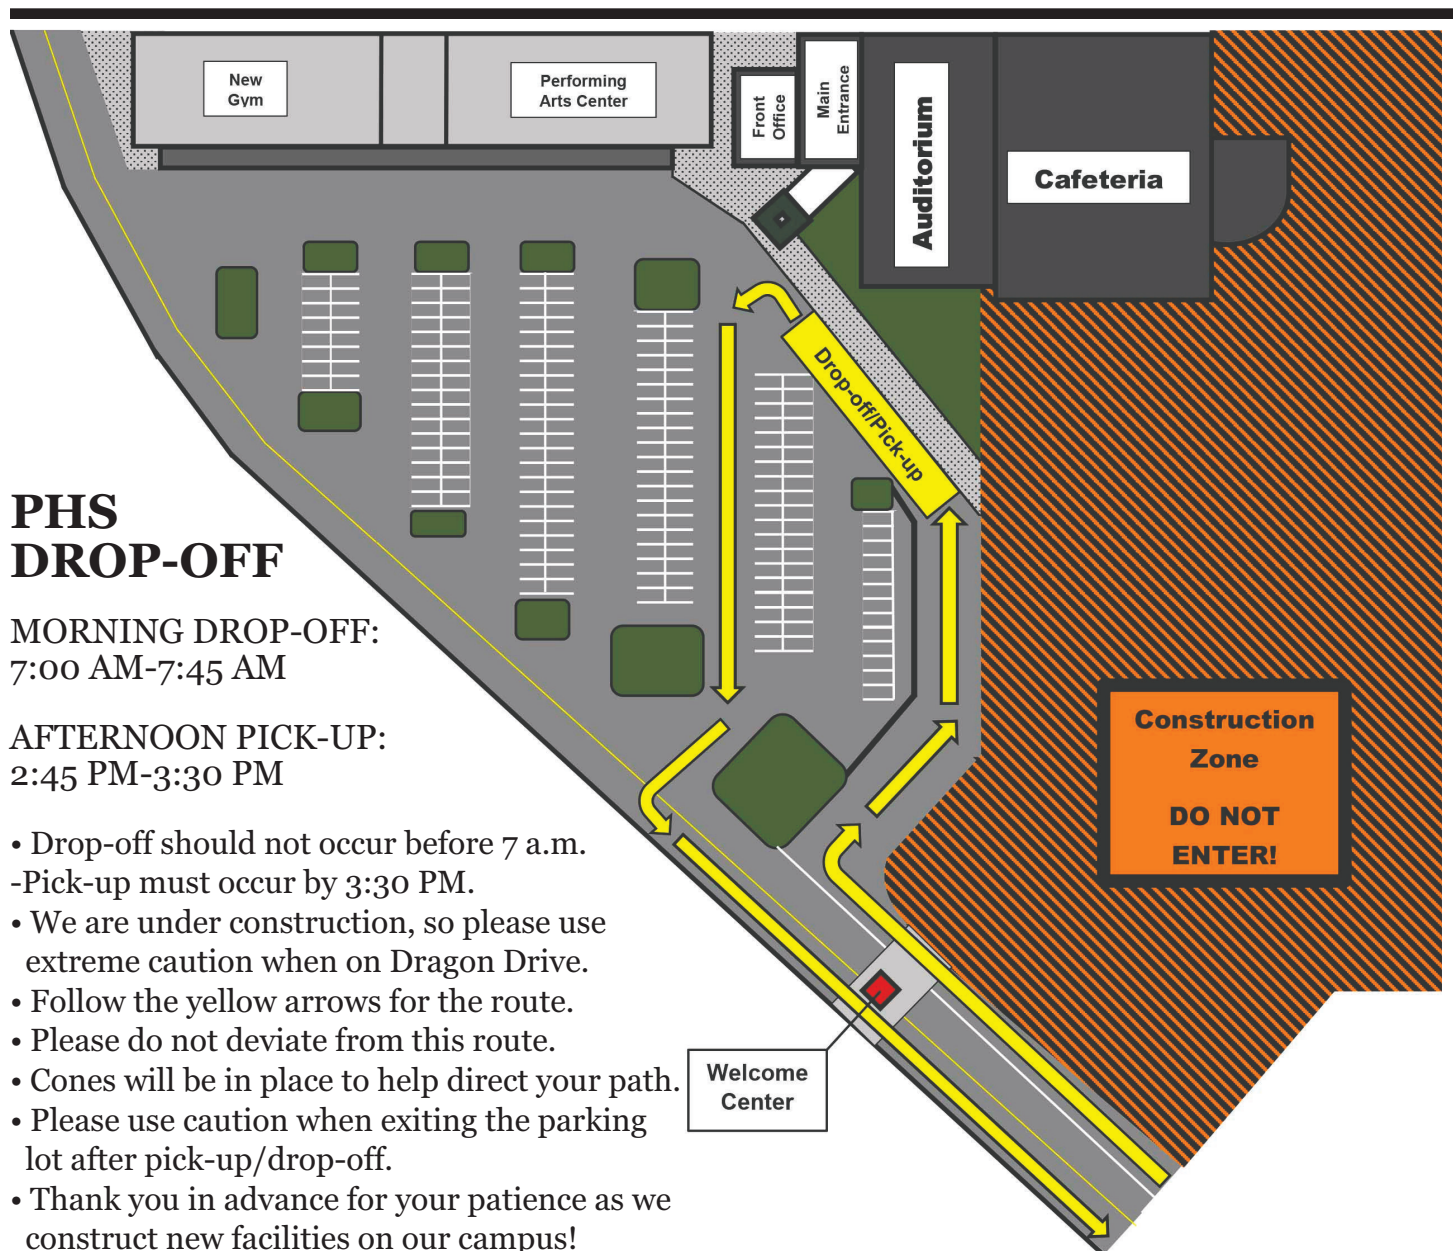 New
Gym
Performing
Arts Center
Front
Office
Main
Entrance
Auditorium
Cafeteria
Drop-off/Pick-up
PHS
DROP-OFF
MORNING DROP-OFF:
7:00 AM-7:45 AM
AFTERNOON PICK-UP:
2:45 PM-3:30 PM
• Drop-off should not occur before 7 a.m.
-Pick-up must occur by 3:30 PM.
• We are under construction, so please use
extreme caution when on Dragon Drive.
• Follow the yellow arrows for the route.
• Please do not deviate from this route.
• Cones will be in place to help direct your path.
• Please use caution when exiting the parking
lot after pick-up/drop-off.
• Thank you in advance for your patience as we
construct new facilities on our campus!
Construction
Zone
DO NOT
ENTER!
Welcome
Center